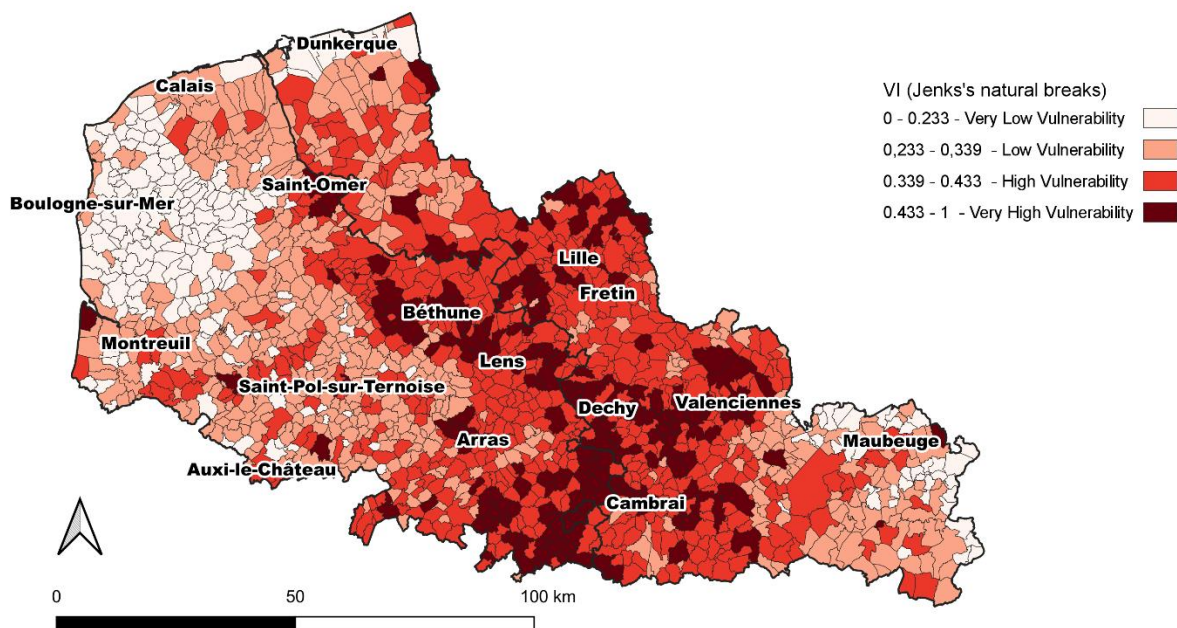 Dunkerque
Calais
Saint-Omer
Boulogne-sur-Mer
Lille
Fretin
Béthune
Montreuil
Lens
Saint-Pol-sur-Ternoise
Dechy
Valenciennes
Arras
Maubeuge
Auxi-le-Château
Cambrai
VI (Jenks's natural breaks)
0 - 0.233 - Very Low Vulnerability
0,233 - 0,339 - Low Vulnerability
0.339 - 0.433 - High Vulnerability
0.433 - 1 - Very High Vulnerability
0 50 100 km